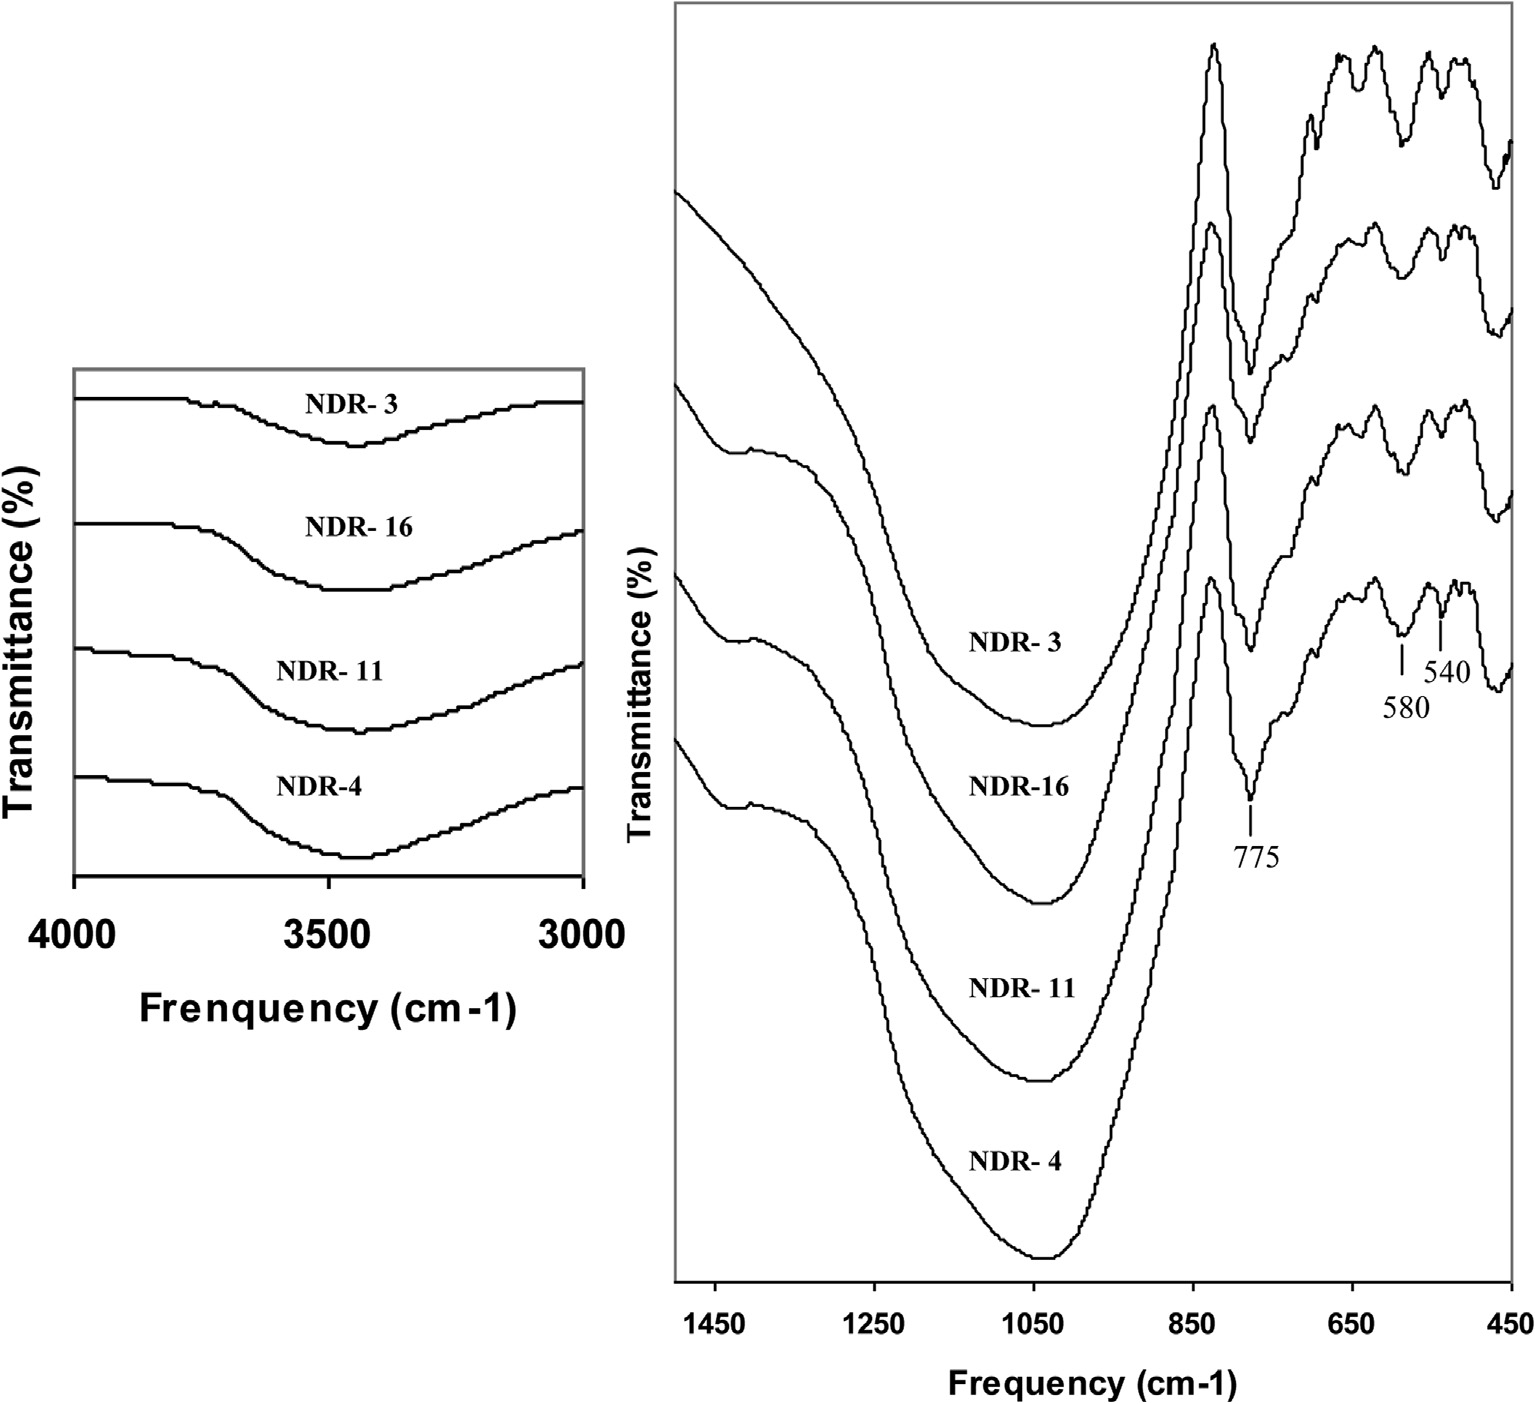 NDR- 3
NDR- 16
NDR- 11
NDR-4
Transmittance (%)
4000 3500 3000
Frenquency (cm-1)
Transmittance (%)
NDR- 3
NDR-16
NDR- 11
NDR- 4
540
580
775
1450 1250 1050 850 650 450
Frequency (cm-1)